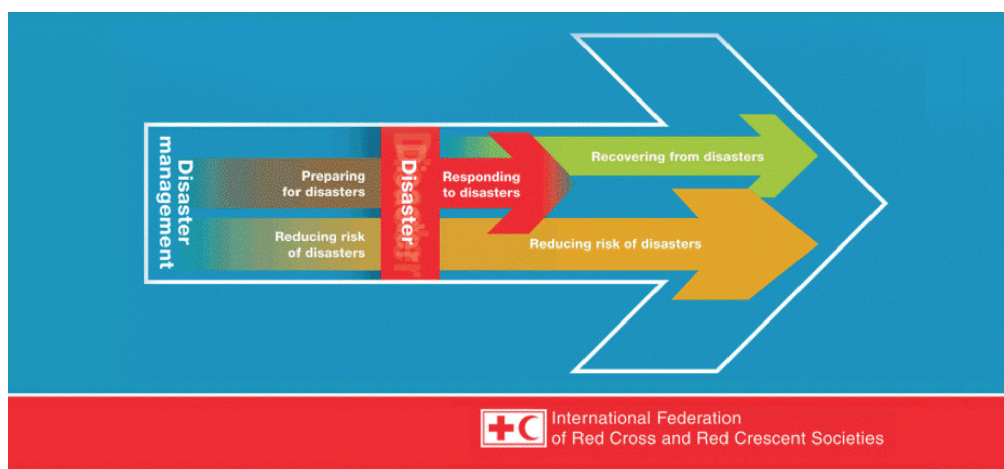 Disaster
management
Preparing
for disasters
Reducing risk
of disasters
Disaster
Disaster
Responding
to disasters
Recovering from disasters
Reducing risk of disasters
International Federation
of Red Cross and Red Crescent Societies